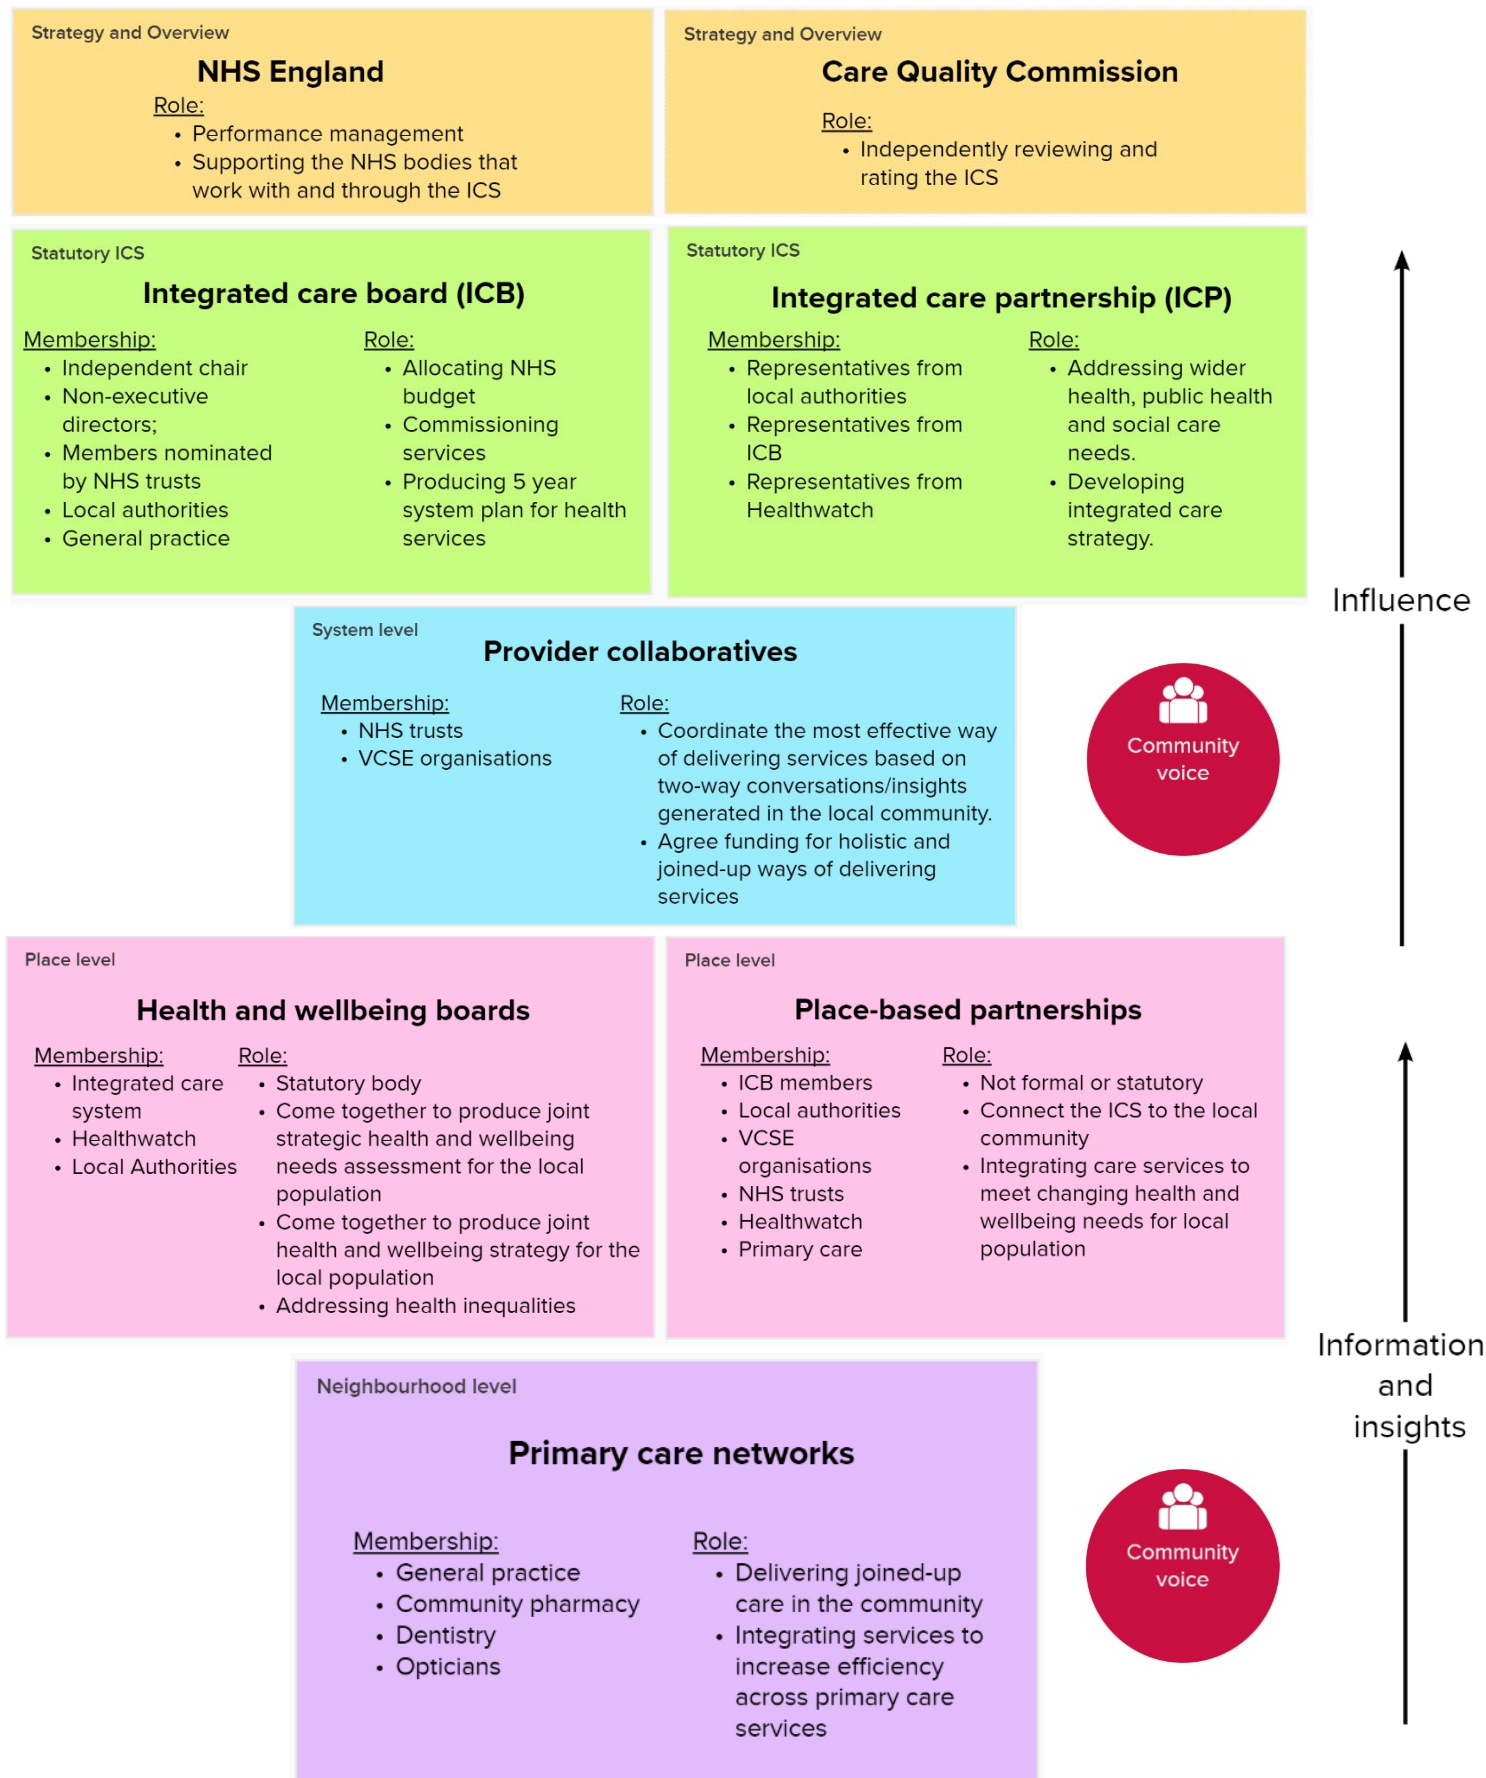 Strategy and Overview
NHS England
Role:
• Performance management
• Supporting the NHS bodies that
work with and through the ICS
Strategy and Overview
Care Quality Commission
Role:
• Independently reviewing and
rating the ICS
Statutory ICS
Integrated care board (ICB)
Membership:
• Independent chair
• Non-executive
directors;
• Members nominated
by NHS trusts
• Local authorities
• General practice
Role:
• Allocating NHS
budget
• Commissioning
services
• Producing 5 year
system plan for health
services
Statutory ICS
Integrated care partnership (ICP)
Membership:
• Representatives from
local authorities
• Representatives from
ICB
• Representatives from
Healthwatch
Role:
• Addressing wider
health, public health
and social care
needs.
• Developing
integrated care
strategy.
Influence
System level
Provider collaboratives
Membership:
• NHS trusts
• VCSE organisations
Role:
• Coordinate the most effective way
of delivering services based on
two-way conversations/insights
generated in the local community.
• Agree funding for holistic and
joined-up ways of delivering
services
Community
voice
Place level
Health and wellbeing boards
Membership:
• Integrated care
system
• Healthwatch
• Local Authorities
Role:
• Statutory body
• Come together to produce joint
strategic health and wellbeing
needs assessment for the local
population
• Come together to produce joint
health and wellbeing strategy for the
local population
• Addressing health inequalities
Place level
Place-based partnerships
Membership:
• ICB members
• Local authorities
• VCSE
organisations
• NHS trusts
• Healthwatch
• Primary care
Role:
• Not formal or statutory
• Connect the ICS to the local
community
• Integrating care services to
meet changing health and
wellbeing needs for local
population
Information
and
insights
Neighbourhood level
Primary care networks
Membership:
• General practice
• Community pharmacy
• Dentistry
• Opticians
Role:
• Delivering joined-up
care in the community
• Integrating services to
increase efficiency
across primary care
services
Community
voice